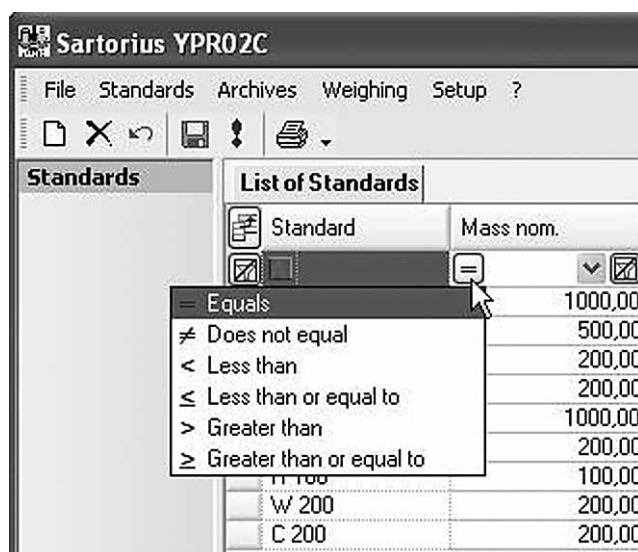 Sartorius YPR02C
File Standards Archives Weighing Setup ?
Standards
List of Standards
Standard Mass nom.
=
= Equals
≠ Does not equal
< Less than
≤ Less than or equal to
> Greater than
≥ Greater than or equal to
1000,00
500,00
200,00
200,00
1000,00
200,00
100,00
W 200 200,00
C 200 200,00